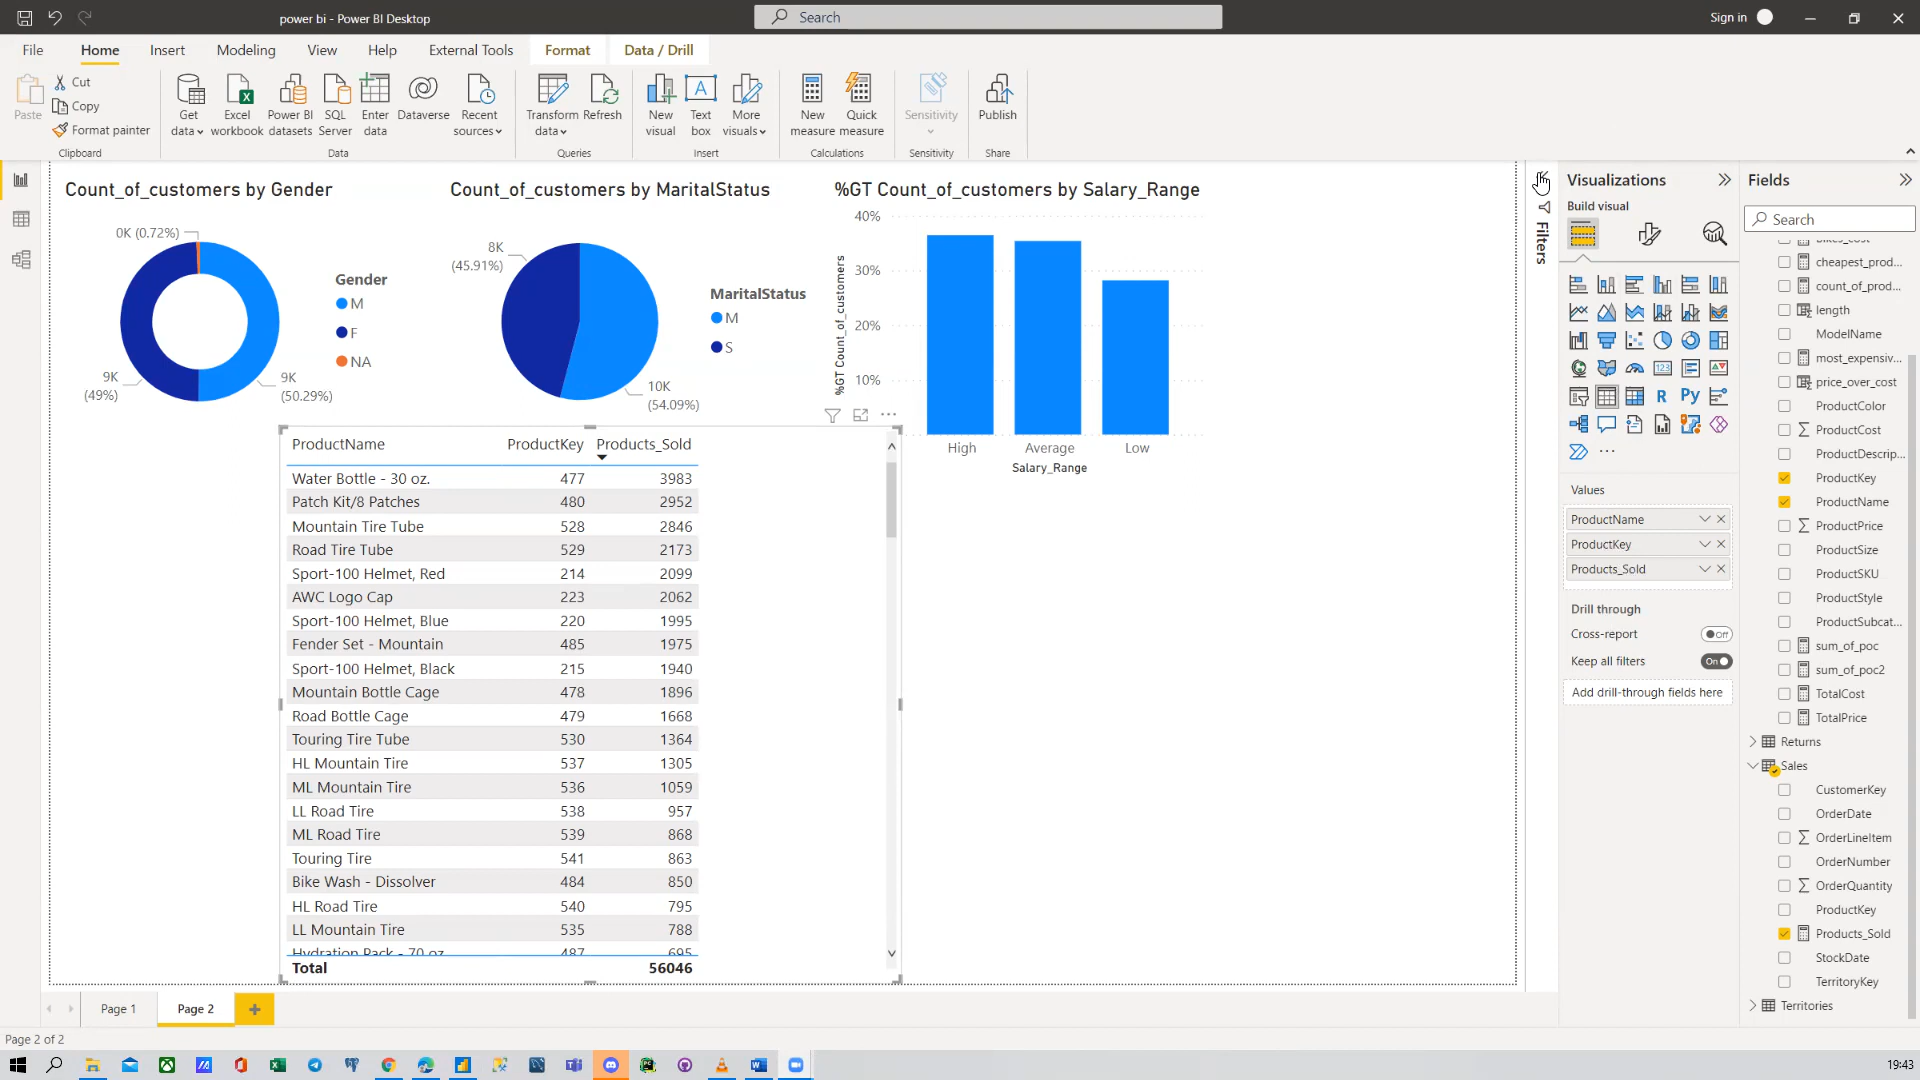 power bi - Power BI Desktop
Search
Sign in
File
Home
Insert
Modeling
View
Help
External Tools
Format
Data / Drill
Paste
Cut
Copy
Format painter
Clipboard
Get data
Excel workbook
Power BI datasets
SQL Server
Enter data
Dataverse
Recent sources
Data
Transform data
Refresh
Queries
New visual
Text box
More visuals
Insert
New measure
Quick measure
Calculations
Sensitivity
Sensitivity
Publish
Share
Count_of_customers by Gender
0K (0.72%)
9K
(49%)
9K
(50.29%)
Gender
M
F
NA
Count_of_customers by MaritalStatus
8K
(45.91%)
10K
(54.09%)
MaritalStatus
M
S
%GT Count_of_customers by Salary_Range
%GT Count_of_customers
40%
30%
20%
10%
High Average Low
Salary_Range
ProductName ProductKey Products_Sold
Water Bottle - 30 oz. 477 3983
Patch Kit/8 Patches 480 2952
Mountain Tire Tube 528 2846
Road Tire Tube 529 2173
Sport-100 Helmet, Red 214 2099
AWC Logo Cap 223 2062
Sport-100 Helmet, Blue 220 1995
Fender Set - Mountain 485 1975
Sport-100 Helmet, Black 215 1940
Mountain Bottle Cage 478 1896
Road Bottle Cage 479 1668
Touring Tire Tube 530 1364
HL Mountain Tire 537 1305
ML Mountain Tire 536 1059
LL Road Tire 538 957
ML Road Tire 539 868
Touring Tire 541 863
Bike Wash - Dissolver 484 850
HL Road Tire 540 795
LL Mountain Tire 535 788
Hydration Pack - 70 oz. 487 695
Total 56046
Filters
Visualizations
Build visual
R Py
Values
ProductName
ProductKey
Products_Sold
Drill through
Cross-report Off
Keep all filters On
Add drill-through fields here
Fields
Search
bikes_cost
cheapest_prod...
count_of_prod...
length
ModelName
most_expensiv...
price_over_cost
ProductColor
ProductCost
ProductDescrip...
ProductKey
ProductName
ProductPrice
ProductSize
ProductSKU
ProductStyle
ProductSubcat...
sum_of_poc
sum_of_poc2
TotalCost
TotalPrice
Returns
Sales
CustomerKey
OrderDate
OrderLineItem
OrderNumber
OrderQuantity
ProductKey
Products_Sold
StockDate
TerritoryKey
Territories
Page 1
Page 2
Page 2 of 2
19:43